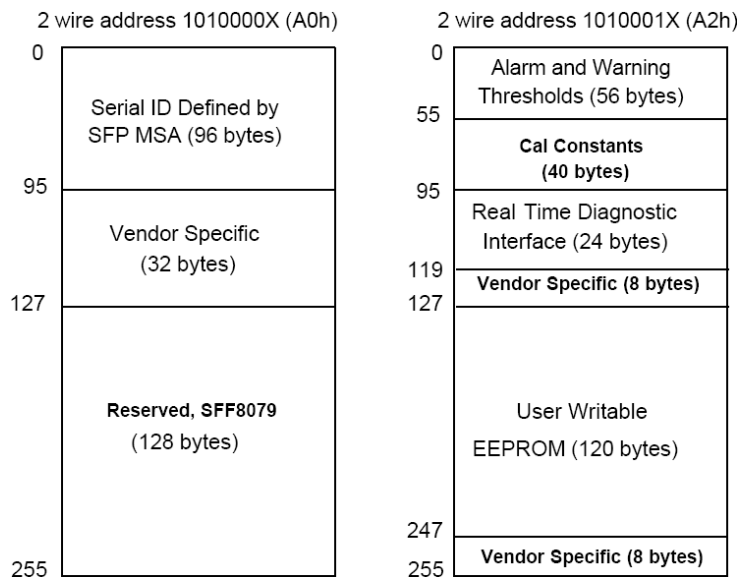 2 wire address 1010000X (A0h)
0
Serial ID Defined by
SFP MSA (96 bytes)
95
Vendor Specific
(32 bytes)
127
Reserved, SFF8079
(128 bytes)
255
2 wire address 1010001X (A2h)
0
Alarm and Warning
Thresholds (56 bytes)
55
Cal Constants
(40 bytes)
95
Real Time Diagnostic
Interface (24 bytes)
119
Vendor Specific (8 bytes)
127
User Writable
EEPROM (120 bytes)
247
Vendor Specific (8 bytes)
255